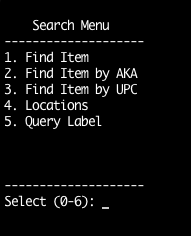 Search Menu
--------------------
1. Find Item
2. Find Item by AKA
3. Find Item by UPC
4. Locations
5. Query Label
--------------------
Select (0-6): _